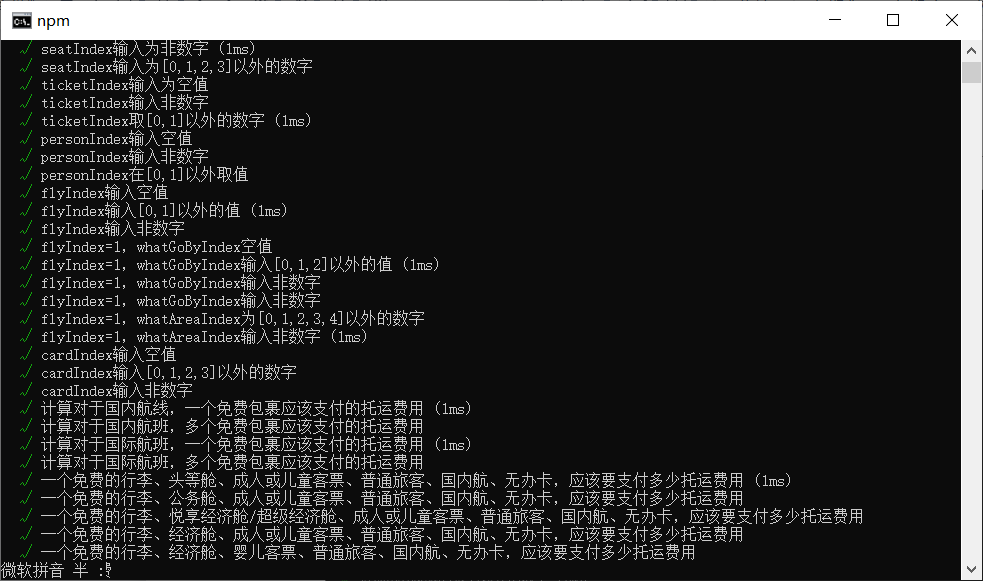 npm
✓ seatIndex输入为非数字 (1ms)
✓ seatIndex输入为[0,1,2,3]以外的数字
✓ ticketIndex输入为空值
✓ ticketIndex输入非数字
✓ ticketIndex取[0,1]以外的数字 (1ms)
✓ personIndex输入空值
✓ personIndex输入非数字
✓ personIndex在[0,1]以外取值
✓ flyIndex输入空值
✓ flyIndex输入[0,1]以外的值 (1ms)
✓ flyIndex输入非数字
✓ flyIndex=1, whatGoByIndex空值
✓ flyIndex=1, whatGoByIndex输入[0,1,2]以外的值 (1ms)
✓ flyIndex=1, whatGoByIndex输入非数字
✓ flyIndex=1, whatGoByIndex输入非数字
✓ flyIndex=1, whatAreaIndex为[0,1,2,3,4]以外的数字
✓ flyIndex=1, whatAreaIndex输入非数字 (1ms)
✓ cardIndex输入空值
✓ cardIndex输入[0,1,2,3]以外的数字
✓ cardIndex输入非数字
✓ 计算对于国内航线，一个免费包裹应该支付的托运费用 (1ms)
✓ 计算对于国内航班，多个免费包裹应该支付的托运费用
✓ 计算对于国际航班，一个免费包裹应该支付的托运费用 (1ms)
✓ 计算对于国际航班，多个免费包裹应该支付的托运费用
✓ 一个免费的行李、头等舱、成人或儿童客票、普通旅客、国内航、无办卡，应该要支付多少托运费用 (1ms)
✓ 一个免费的行李、公务舱、成人或儿童客票、普通旅客、国内航、无办卡，应该要支付多少托运费用
✓ 一个免费的行李、悦享经济舱/超级经济舱、成人或儿童客票、普通旅客、国内航、无办卡，应该要支付多少托运费用
✓ 一个免费的行李、经济舱、成人或儿童客票、普通旅客、国内航、无办卡，应该要支付多少托运费用
✓ 一个免费的行李、经济舱、婴儿客票、普通旅客、国内航、无办卡，应该要支付多少托运费用
微软拼音 半 :